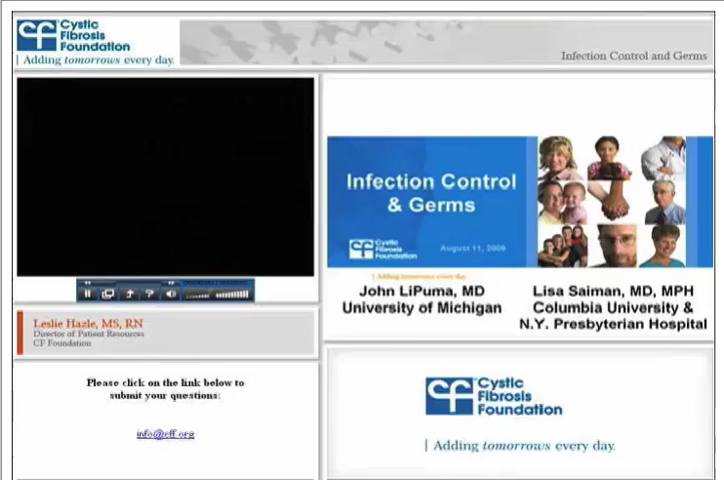 Cystic
Fibrosis
Foundation
Adding tomorrows every day.
Infection Control and Germs
Infection Control
& Germs
Cystic
Fibrosis
Foundation
August 11, 2009
Adding tomorrows every day.
John LiPuma, MD
University of Michigan
Lisa Saiman, MD, MPH
Columbia University &
N.Y. Presbyterian Hospital
Leslie Hazle, MS, RN
Director of Patient Resources
CF Foundation
Please click on the link below to
submit your questions:
info@cff.org
CF
Cystic
Fibrosis
Foundation
Adding tomorrows every day.